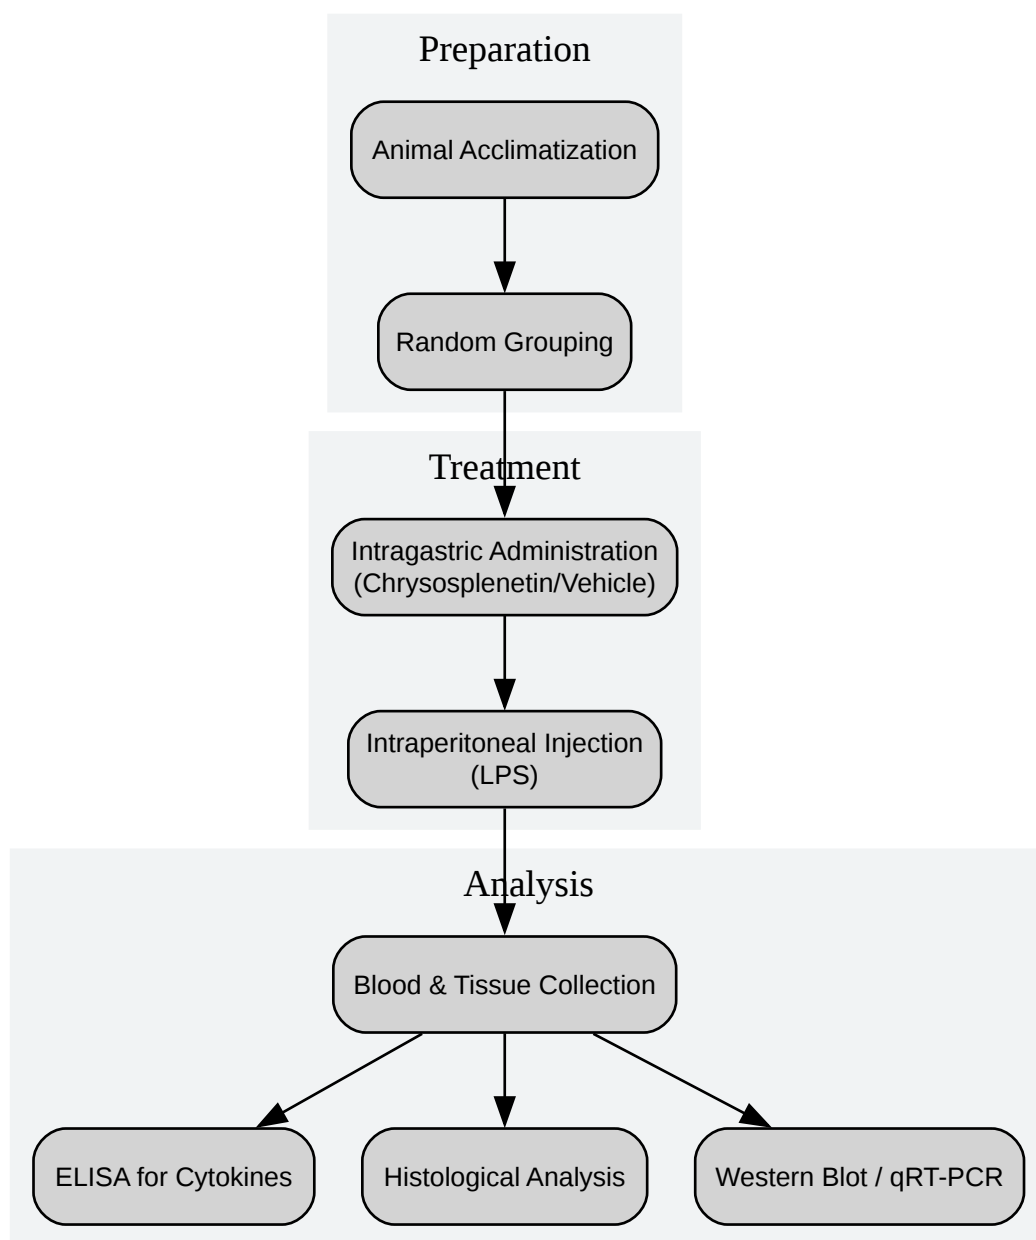 Preparation
Animal Acclimatization
Random Grouping
Treatment
Intragastric Administration
(Chrysosplenetin/Vehicle)
Intraperitoneal Injection
(LPS)
Analysis
Blood & Tissue Collection
ELISA for Cytokines
Histological Analysis
Western Blot / qRT-PCR